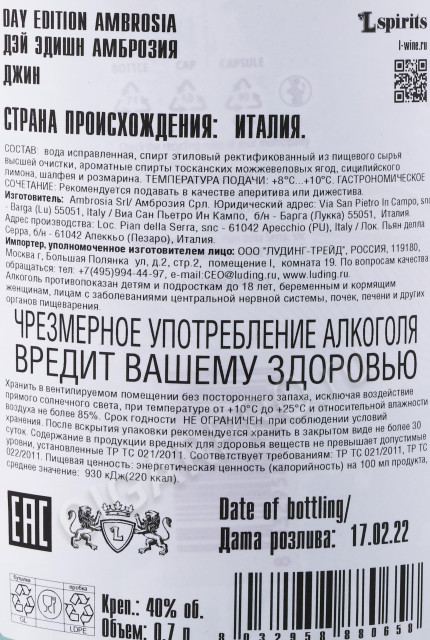 DAY EDITION AMBROSIA
ДЭЙ ЭДИШН АМБРОЗИЯ
ДЖИН
Lspirits
l-wine.ru
BOTTLE CAP CAPSULE
СТРАНА ПРОИСХОЖДЕНИЯ: ИТАЛИЯ.
СОСТАВ: вода исправленная, спирт этиловый ректификованный из пищевого сырья
высшей очистки, ароматные спирты тосканских можжевеловых ягод, сицилийского
лимона, шалфея и розмарина. ТЕМПЕРАТУРА ПОДАЧИ: +8°С...+10°С. ГАСТРОНОМИЧЕСКОЕ
СОЧЕТАНИЕ: Рекомендуется подавать в качестве аперитива или дижестива.
Изготовитель: Ambrosia Srl/ Амброзия Срл. Юридический адрес: Via San Pietro In Campo, snc
- Barga (Lu) 55051, Italy / Виа Сан Пьетро Ин Кампо, б/н - Барга (Лукка) 55051, Италия.
Адрес производства: Loc. Pian della Serra, snc - 61042 Apecchio (PU), Italy / Лок. Пьян делла
Серра, б/н - 61042 Апеккьо (Пезаро), Италия.
Импортер, уполномоченное изготовителем лицо: ООО "ЛУДИНГ-ТРЕЙД", РОССИЯ, 119180,
Москва г, Большая Полянка ул, д.2, стр.2, помещение I, комната 19. По вопросам качества
обращаться: тел: +7(495)994-44-97, e-mail:CEO@luding.ru, www.luding.ru.
Алкоголь противопоказан детям и подросткам до 18 лет, беременным и кормящим
женщинам, лицам с заболеваниями центральной нервной системы, почек, печени и других
органов пищеварения.
ЧРЕЗМЕРНОЕ УПОТРЕБЛЕНИЕ АЛКОГОЛЯ
ВРЕДИТ ВАШЕМУ ЗДОРОВЬЮ
Хранить в вентилируемом помещении без постороннего запаха, исключая воздействие
прямого солнечного света, при температуре от +10°С до +25°С и относительной влажности
воздуха не более 85%. Срок годности НЕ ОГРАНИЧЕН при соблюдении условий
хранения. После вскрытия упаковки рекомендуется хранить в закрытом виде не более 30
суток. Содержание в продукции вредных для здоровья веществ не превышает допустимые
уровни, установленные ТР ТС 021/2011. Соответствует требованиям: ТР ТС 021/2011, ТР ТС
022/2011. Пищевая ценность: энергетическая ценность (калорийность) на 100 мл продукта,
среднее значение: 930 кДж(220 ккал).
EAC
L
Date of bottling/
Дата розлива: 17.02.22
бутылка
пробка
GL
LDPE
Креп.: 40% об.
Объем: 0.7 л